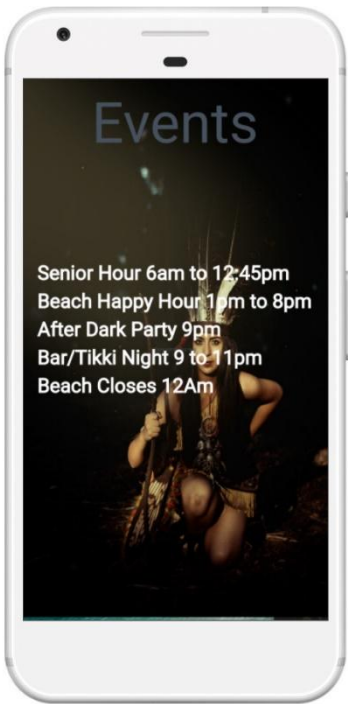 Events
Senior Hour 6am to 12:45pm
Beach Happy Hour 1pm to 8pm
After Dark Party 9pm
Bar/Tikki Night 9 to 11pm
Beach Closes 12Am